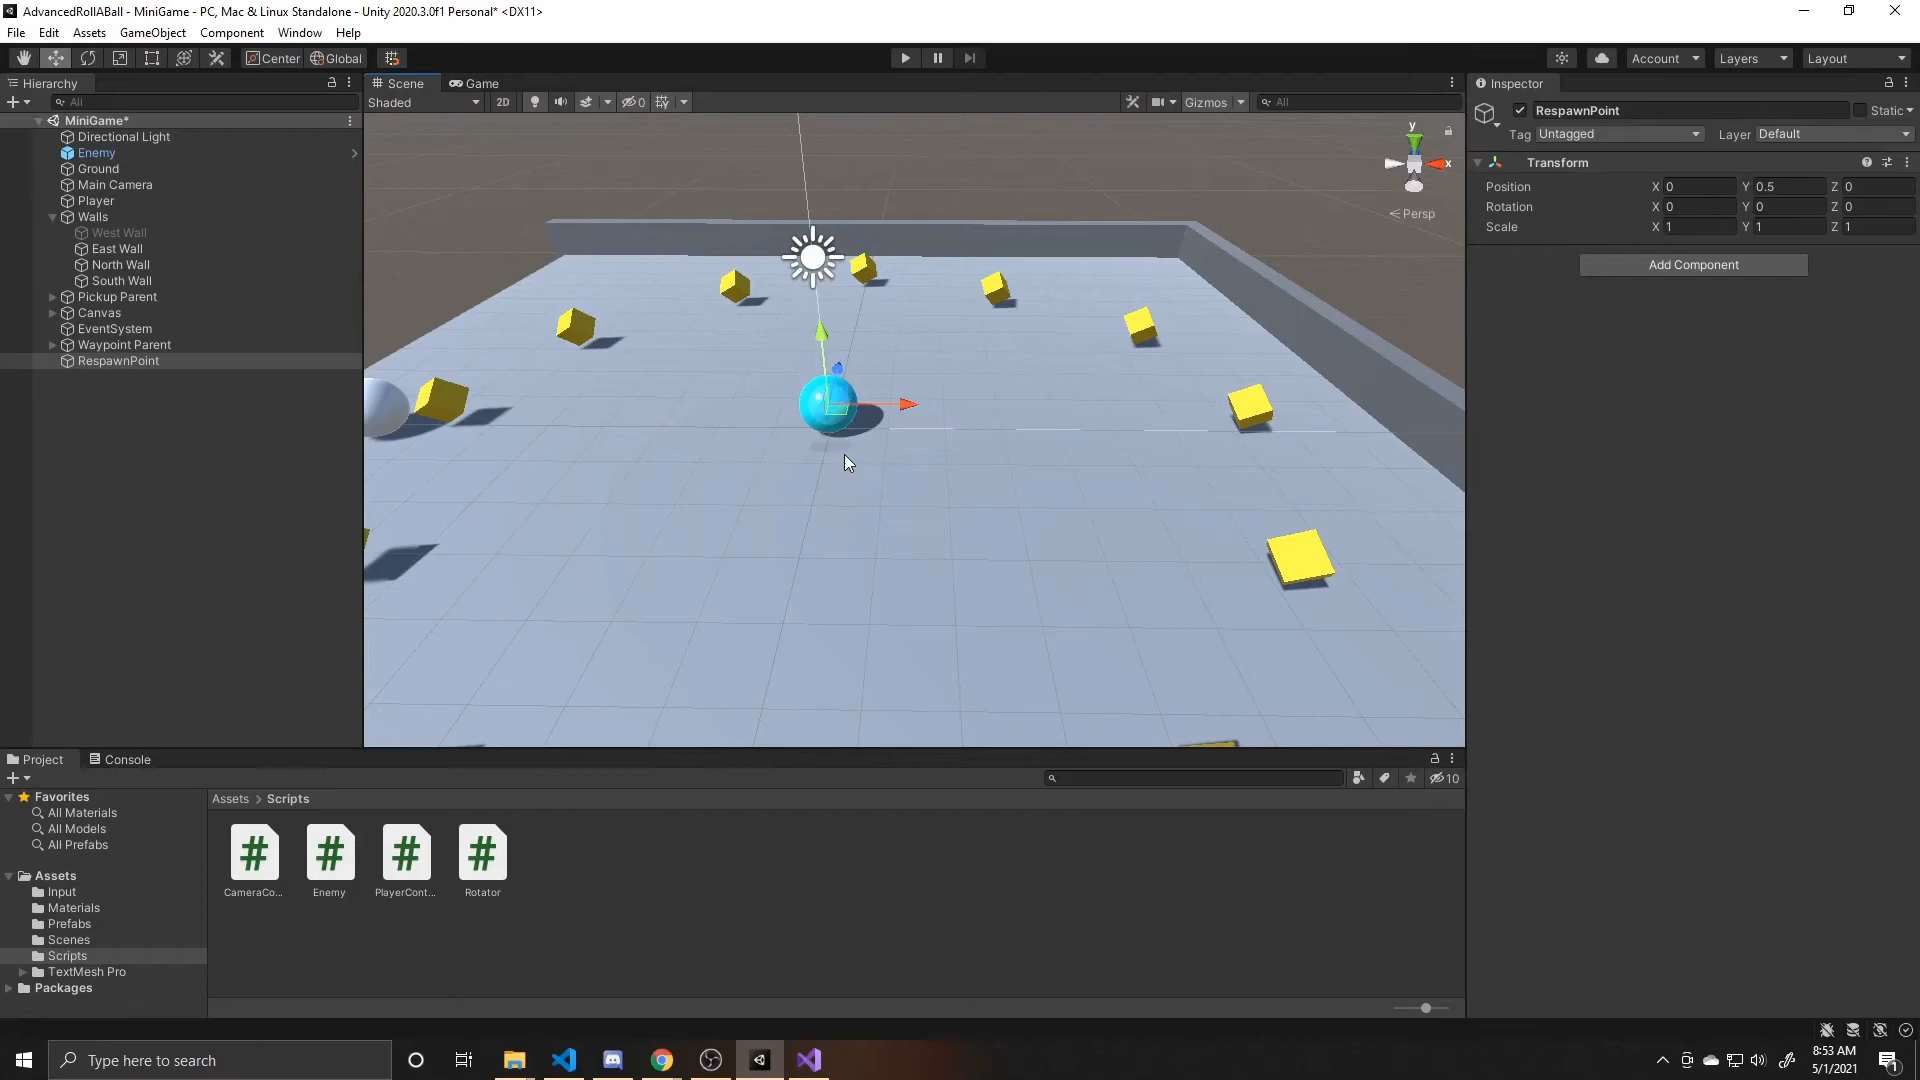 AdvancedRollABall - MiniGame - PC, Mac & Linux Standalone - Unity 2020.3.0f1 Personal* <DX11>
File Edit Assets GameObject Component Window Help
Center Global
Account Layers Layout
Hierarchy
All
MiniGame*
Directional Light
Enemy
Ground
Main Camera
Player
Walls
West Wall
East Wall
North Wall
South Wall
Pickup Parent
Canvas
EventSystem
Waypoint Parent
RespawnPoint
Scene Game
Shaded 2D 0 Gizmos All
y
x
Persp
Inspector
RespawnPoint Static
Tag Untagged Layer Default
Transform
Position X 0 Y 0.5 Z 0
Rotation X 0 Y 0 Z 0
Scale X 1 Y 1 Z 1
Add Component
Project Console
10
Favorites
All Materials
All Models
All Prefabs
Assets
Input
Materials
Prefabs
Scenes
Scripts
TextMesh Pro
Packages
Assets > Scripts
# # # #
CameraCo... Enemy PlayerCont... Rotator
Type here to search
8:53 AM
5/1/2021
1